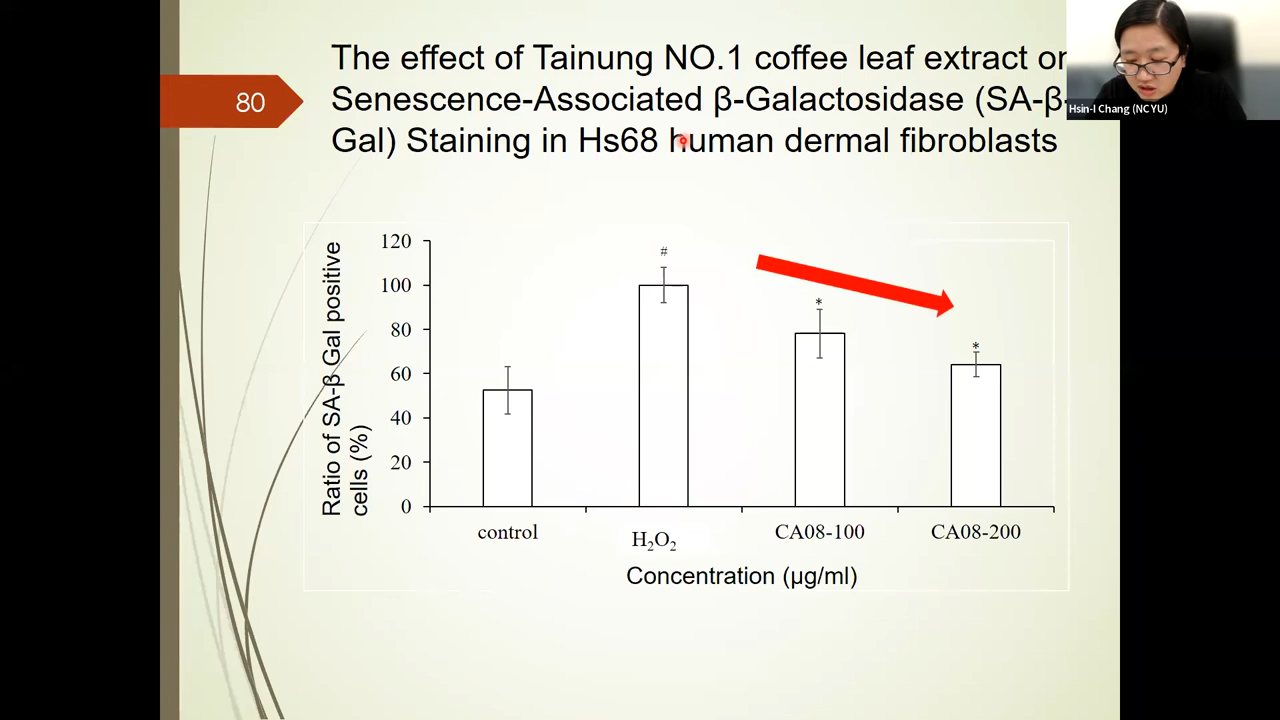 80
The effect of Tainung NO.1 coffee leaf extract on
Senescence-Associated β-Galactosidase (SA-β-
Gal) Staining in Hs68 human dermal fibroblasts
Hsin-I Chang (NCYU)
Ratio of SA-β Gal positive
cells (%)
120
100
80
60
40
20
0
#
*
*
control
H₂O₂
CA08-100
CA08-200
Concentration (μg/ml)